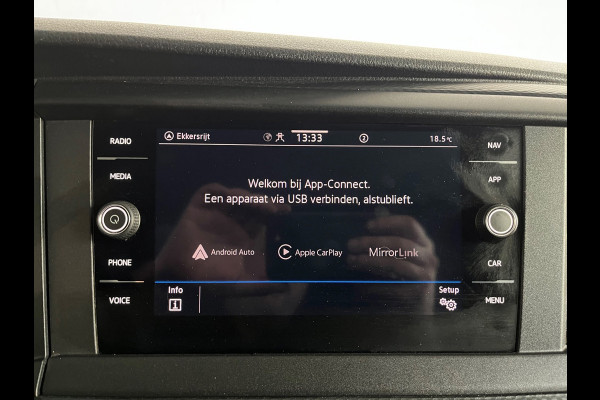 RADIO
MEDIA
PHONE
VOICE
Ekkersrijt 13:33 2 18.5°C
Welkom bij App-Connect.
Een apparaat via USB verbinden, alstublieft.
Android Auto Apple CarPlay MirrorLink
Info Setup
NAV
APP
CAR
MENU